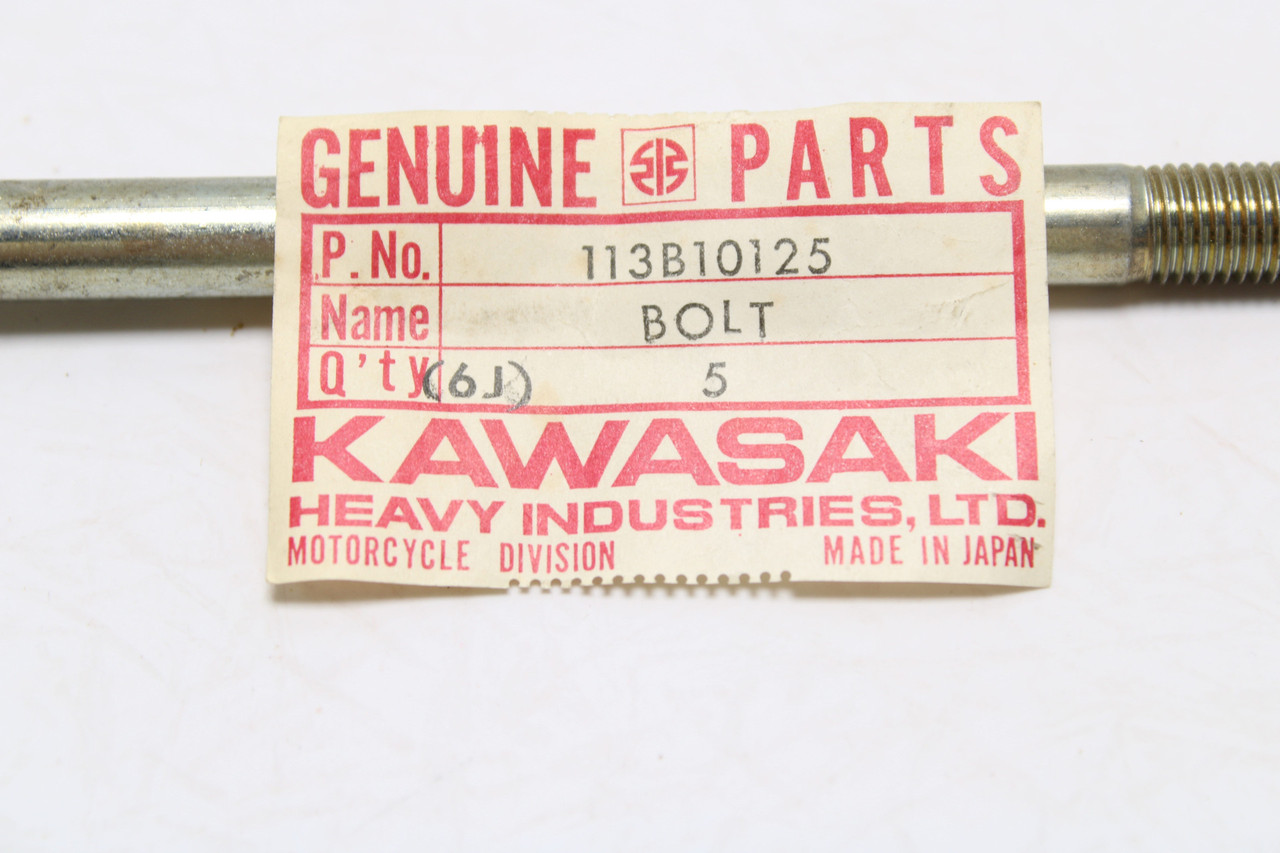 GENUINE PARTS
P. No. 113B10125
Name BOLT
Q'ty (6J) 5
KAWASAKI
HEAVY INDUSTRIES, LTD.
MOTORCYCLE DIVISION MADE IN JAPAN